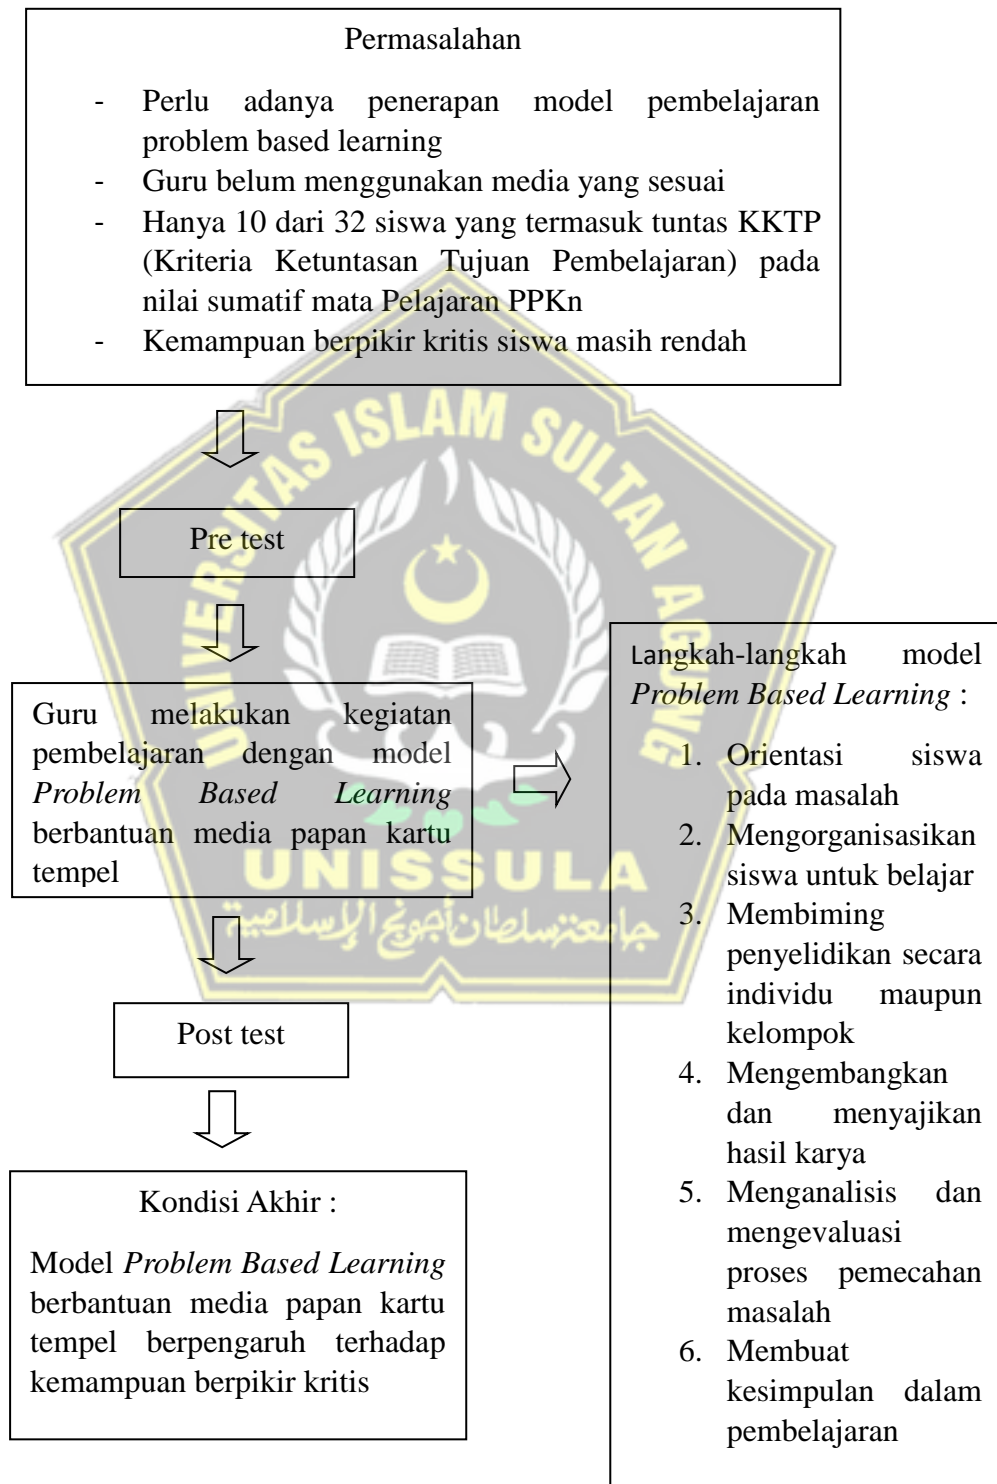 Permasalahan
- Perlu adanya penerapan model pembelajaran
problem based learning
- Guru belum menggunakan media yang sesuai
- Hanya 10 dari 32 siswa yang termasuk tuntas KKTP
(Kriteria Ketuntasan Tujuan Pembelajaran) pada
nilai sumatif mata Pelajaran PPKn
- Kemampuan berpikir kritis siswa masih rendah
UNIVERSITAS ISLAM SULTAN AGUNG
Pre test
Guru melakukan kegiatan
pembelajaran dengan model
Problem Based Learning
berbantuan media papan kartu
tempel
UNISSULA
جامعتسلطان أجونج الإسلامية
Post test
Kondisi Akhir :
Model Problem Based Learning
berbantuan media papan kartu
tempel berpengaruh terhadap
kemampuan berpikir kritis
Langkah-langkah model
Problem Based Learning :
1. Orientasi siswa
pada masalah
2. Mengorganisasikan
siswa untuk belajar
3. Membiming
penyelidikan secara
individu maupun
kelompok
4. Mengembangkan
dan menyajikan
hasil karya
5. Menganalisis dan
mengevaluasi
proses pemecahan
masalah
6. Membuat
kesimpulan dalam
pembelajaran